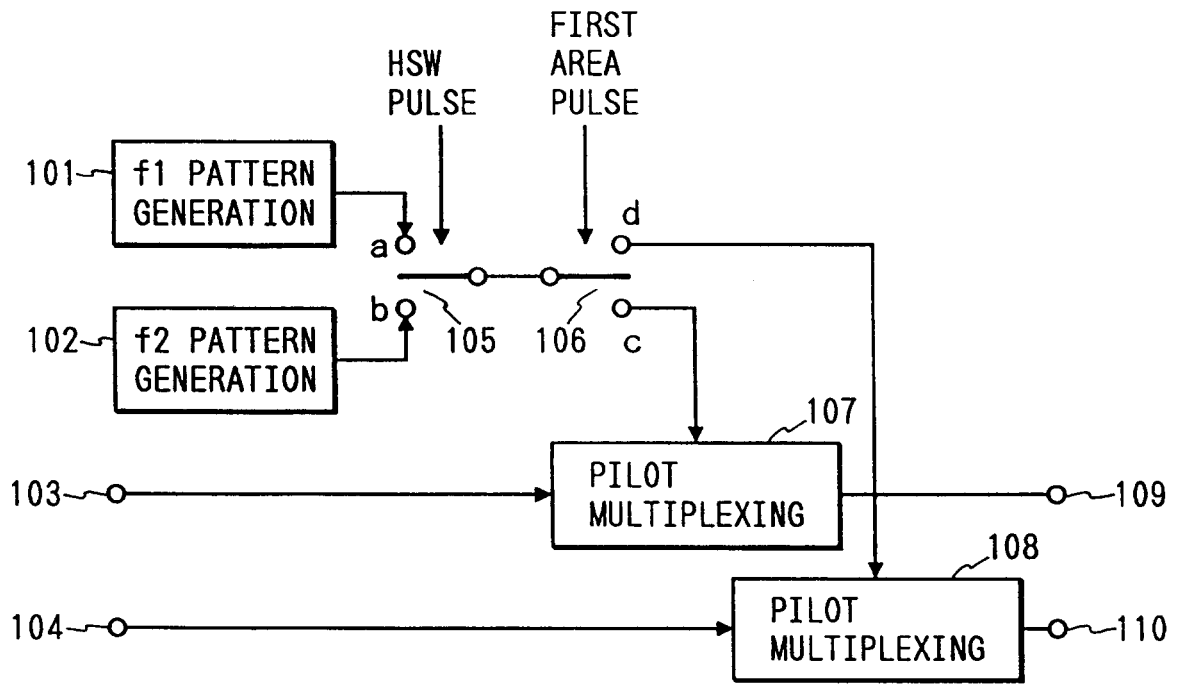 HSW
PULSE
FIRST
AREA
PULSE
101
f1 PATTERN
GENERATION
a
d
102
f2 PATTERN
GENERATION
b
105
106
c
107
103
PILOT
MULTIPLEXING
109
108
104
PILOT
MULTIPLEXING
110